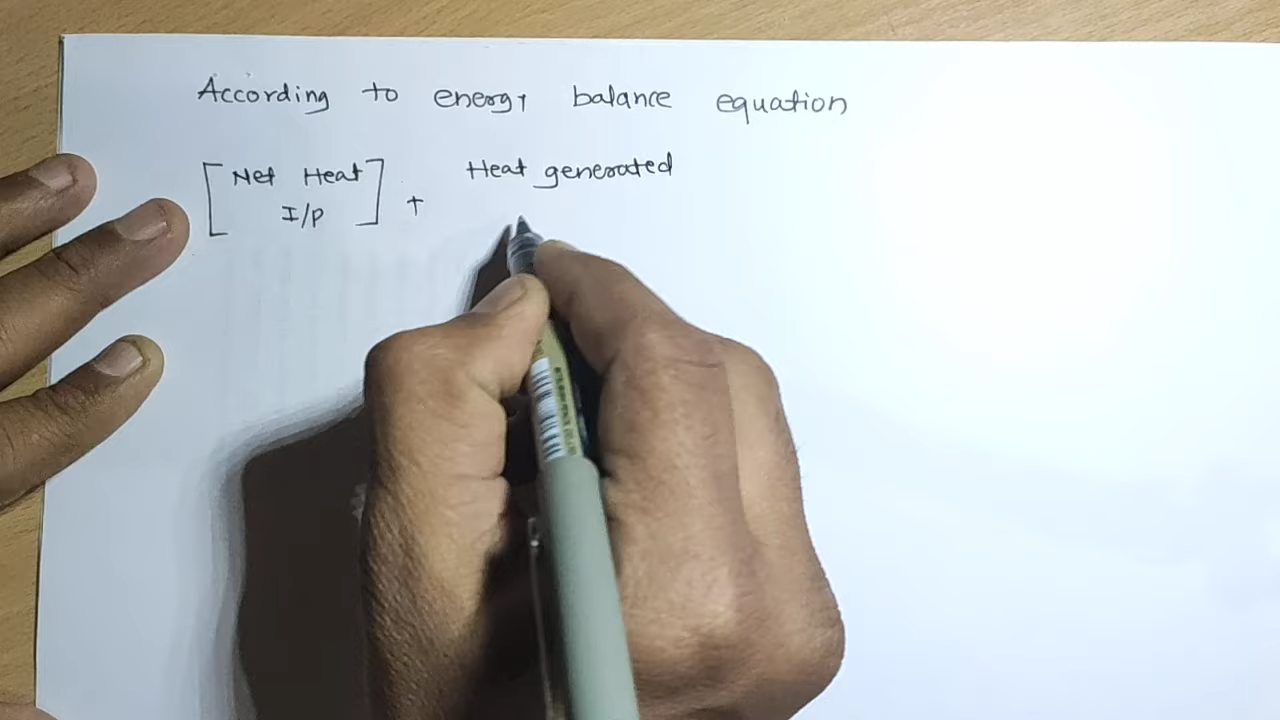 According to energy balance equation
[Net Heat I/P] + Heat generated